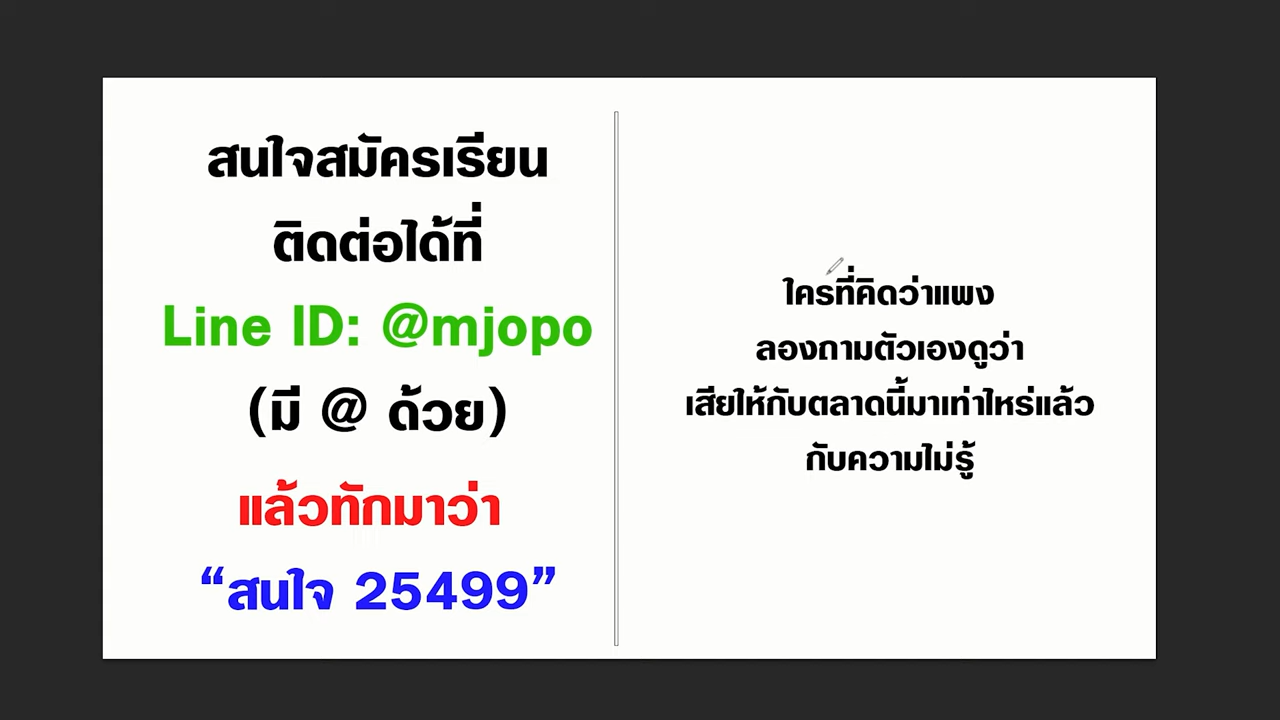 สนใจสมัครเรียน
ติดต่อได้ที่
Line ID: @mjopo
(มี @ ด้วย)
แล้วทักมาว่า
“สนใจ 25499”
ใครที่คิดว่าแพง
ลองถามตัวเองดูว่า
เสียให้กับตลาดนี้มาเท่าไหร่แล้ว
กับความไม่รู้